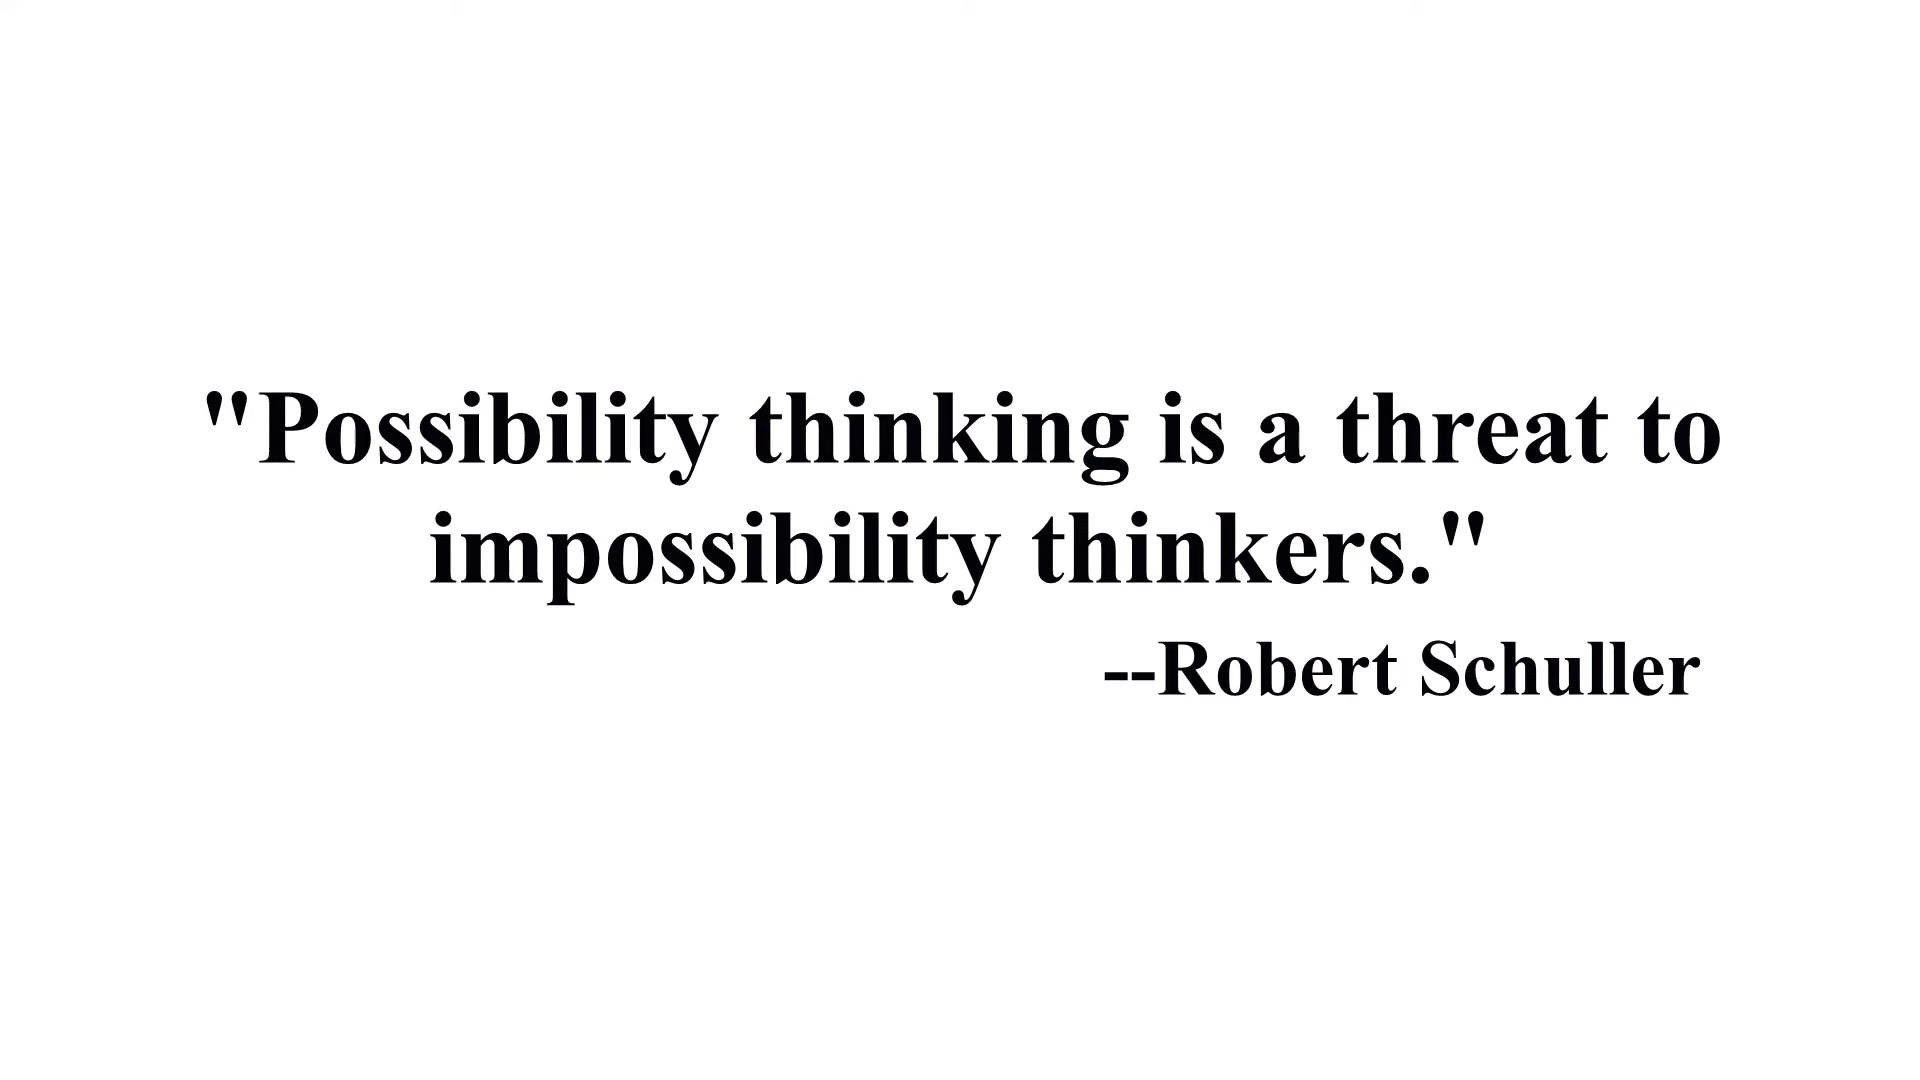 "Possibility thinking is a threat to
impossibility thinkers."
--Robert Schuller